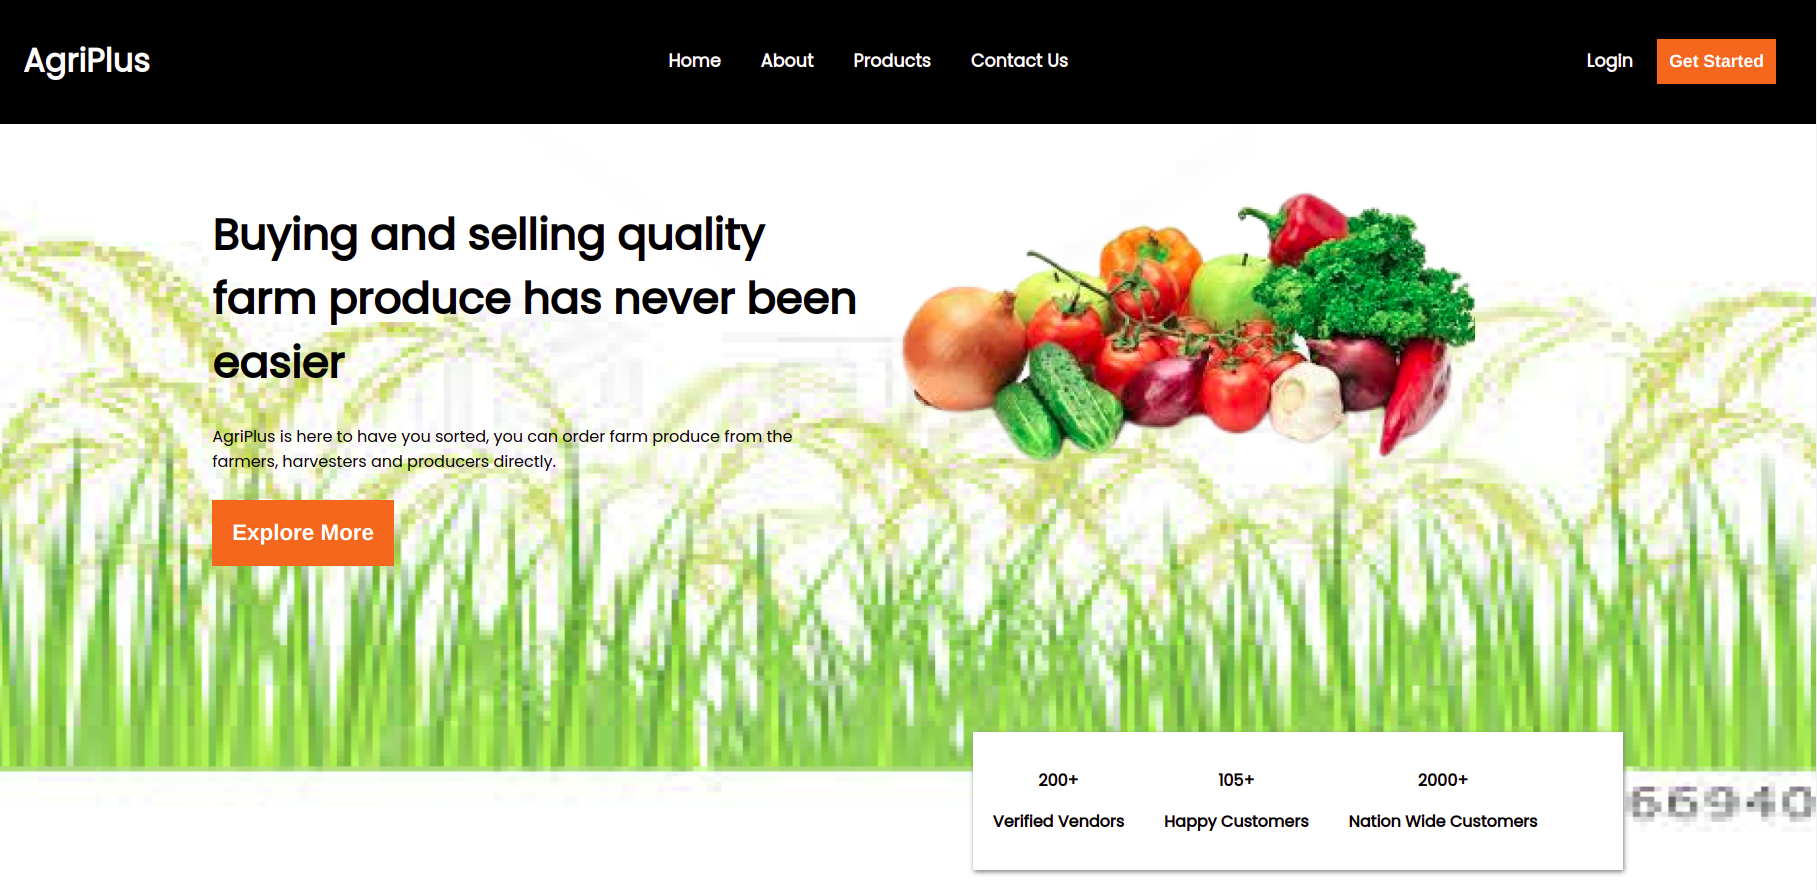 AgriPlus
Home About Products Contact Us
Login Get Started
Buying and selling quality
farm produce has never been
easier
AgriPlus is here to have you sorted, you can order farm produce from the
farmers, harvesters and producers directly.
Explore More
200+ 105+ 2000+
Verified Vendors Happy Customers Nation Wide Customers
66940